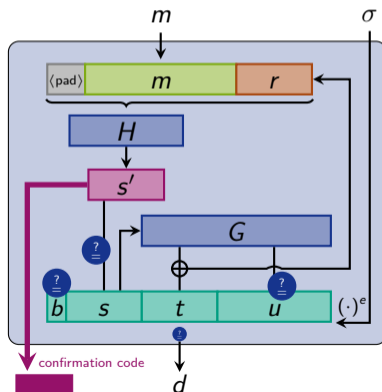 m σ
⟨pad⟩ m r
H
s′
G
?
=
?
=
?
=
b s t u (·)ᵉ
?
=
confirmation code
d